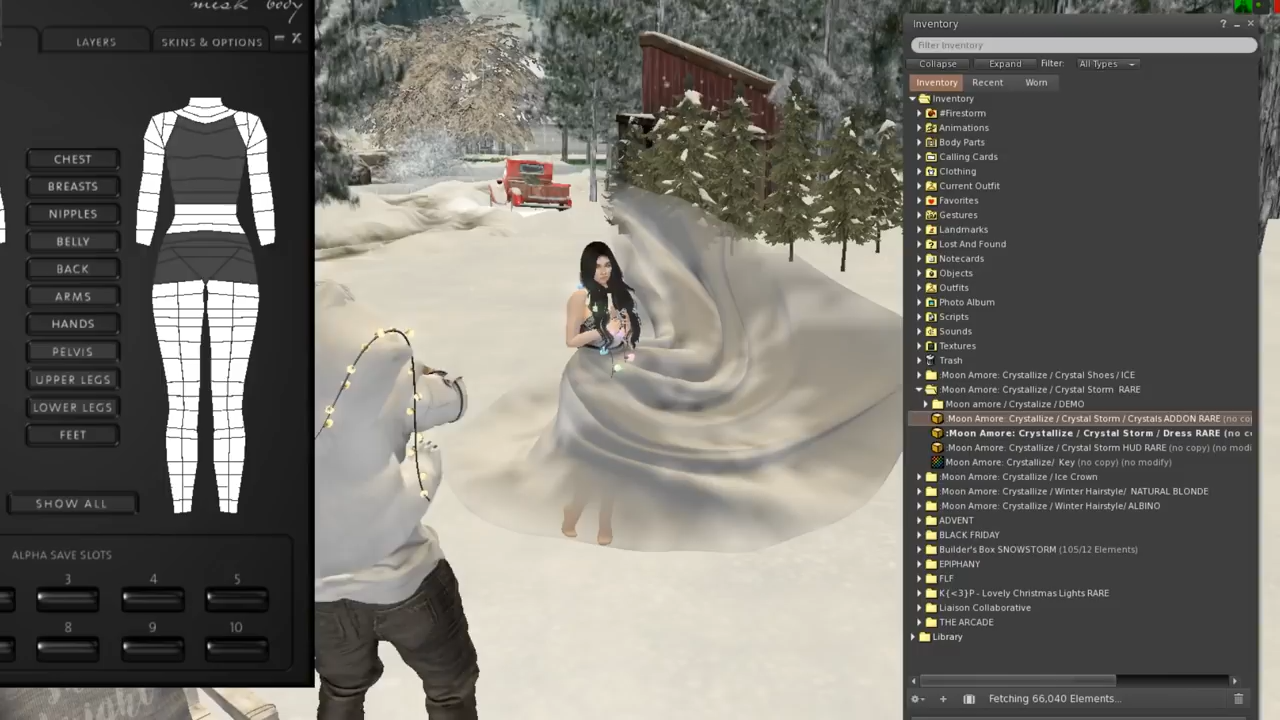 mesh body
LAYERS
SKINS & OPTIONS
CHEST
BREASTS
NIPPLES
BELLY
BACK
ARMS
HANDS
PELVIS
UPPER LEGS
LOWER LEGS
FEET
SHOW ALL
ALPHA SAVE SLOTS
3 4 5
8 9 10
Inventory
Filter Inventory
Collapse Expand Filter: All Types
Inventory Recent Worn
Inventory
#Firestorm
Animations
Body Parts
Calling Cards
Clothing
Current Outfit
Favorites
Gestures
Landmarks
Lost And Found
Notecards
Objects
Outfits
Photo Album
Scripts
Sounds
Textures
Trash
:Moon Amore: Crystallize / Crystal Shoes / ICE
:Moon Amore: Crystallize / Crystal Storm RARE
Moon amore / Crystalize / DEMO
:Moon Amore: Crystallize / Crystal Storm / Crystals ADDON RARE (no co
:Moon Amore: Crystallize / Crystal Storm / Dress RARE (no c
:Moon Amore: Crystallize / Crystal Storm HUD RARE (no copy) (no modi
Moon Amore: Crystallize/ Key (no copy) (no modify)
:Moon Amore: Crystallize / Ice Crown
:Moon Amore: Crystallize / Winter Hairstyle/ NATURAL BLONDE
:Moon Amore: Crystallize / Winter Hairstyle/ ALBINO
ADVENT
BLACK FRIDAY
Builder's Box SNOWSTORM (105/12 Elements)
EPIPHANY
FLF
K{<3}P - Lovely Christmas Lights RARE
Liaison Collaborative
THE ARCADE
Library
Fetching 66,040 Elements...